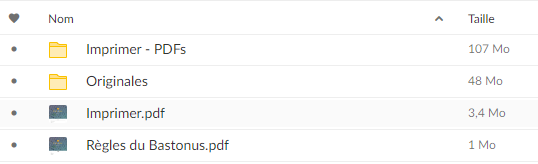 Nom Taille
Imprimer - PDFs 107 Mo
Originales 48 Mo
Imprimer.pdf 3,4 Mo
Règles du Bastonus.pdf 1 Mo